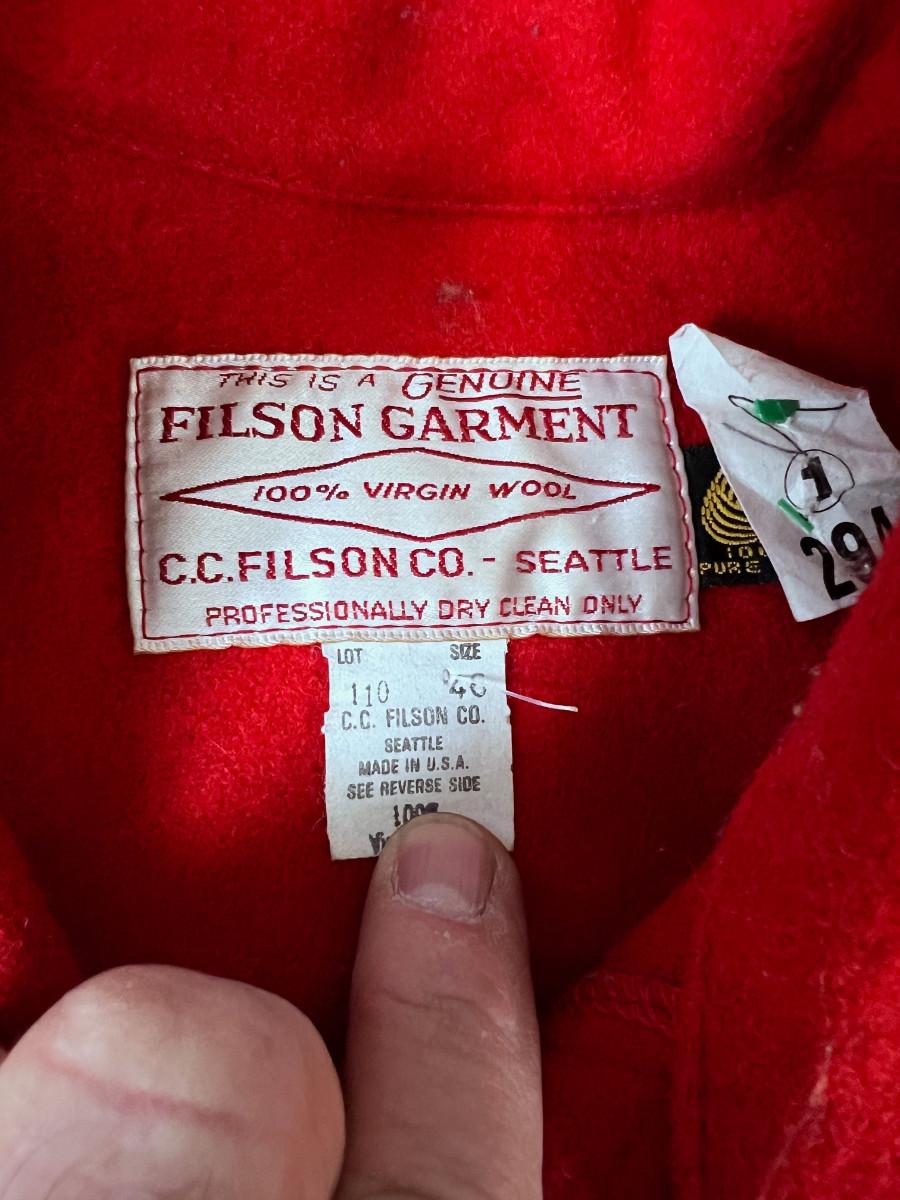 THIS IS A GENUINE
FILSON GARMENT
100% VIRGIN WOOL
C.C. FILSON CO. - SEATTLE
PROFESSIONALLY DRY CLEAN ONLY
LOT SIZE
110
C.C. FILSON CO.
SEATTLE
MADE IN U.S.A.
SEE REVERSE SIDE
PURE
1